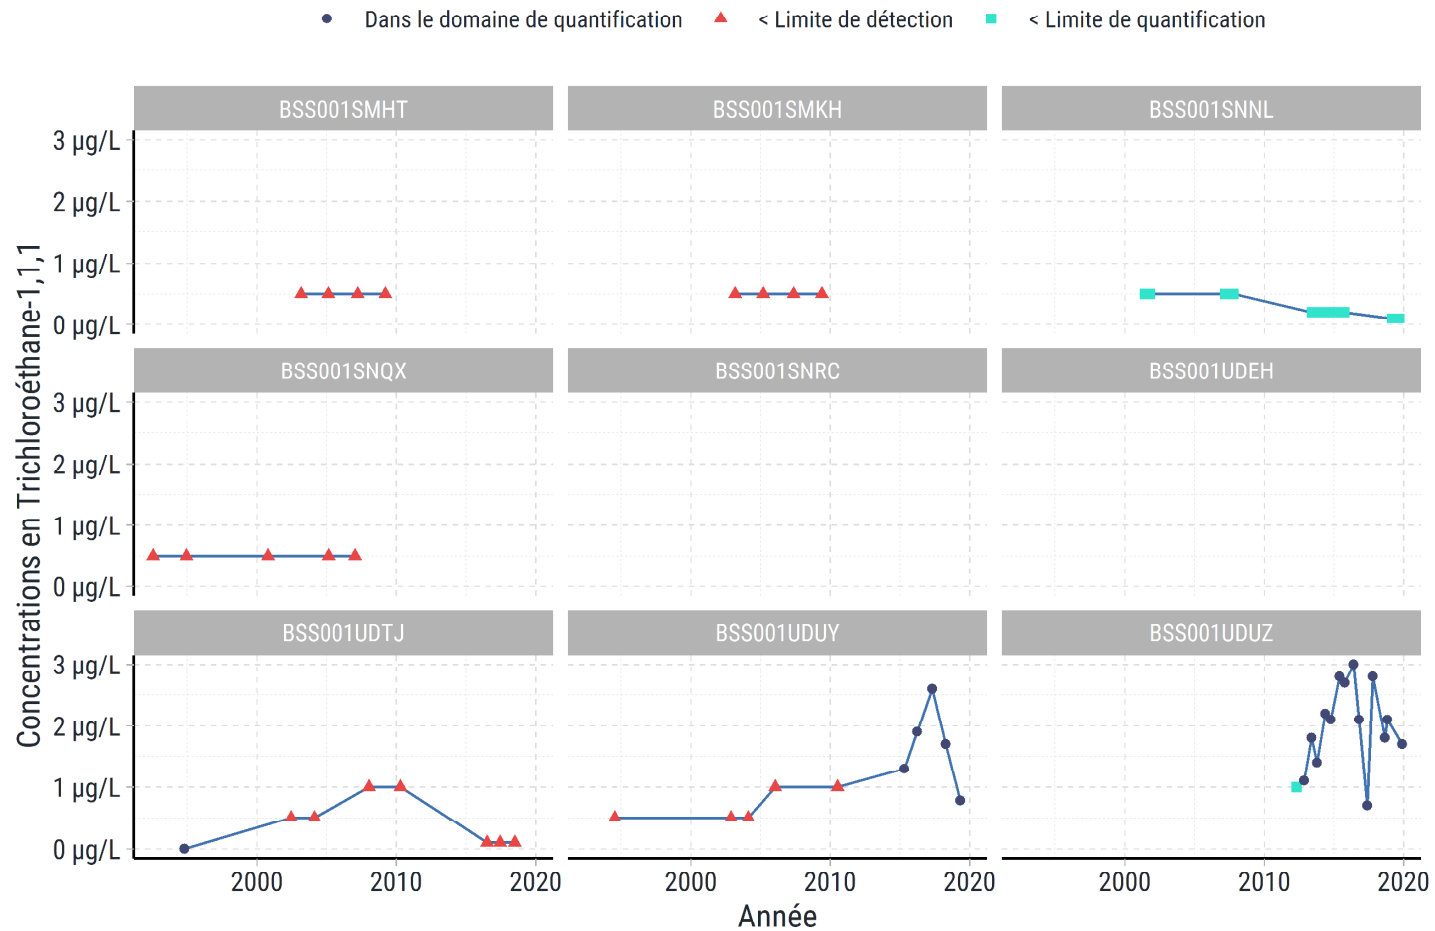 Dans le domaine de quantification < Limite de détection < Limite de quantification
BSS001SMHT BSS001SMKH BSS001SNNL
3 µg/L
2 µg/L
1 µg/L
0 µg/L
BSS001SNQX BSS001SNRC BSS001UDEH
3 µg/L
2 µg/L
1 µg/L
0 µg/L
BSS001UDTJ BSS001UDUY BSS001UDUZ
3 µg/L
2 µg/L
1 µg/L
0 µg/L
2000 2010 2020 2000 2010 2020 2000 2010 2020
Année
Concentrations en Trichloroéthane-1,1,1